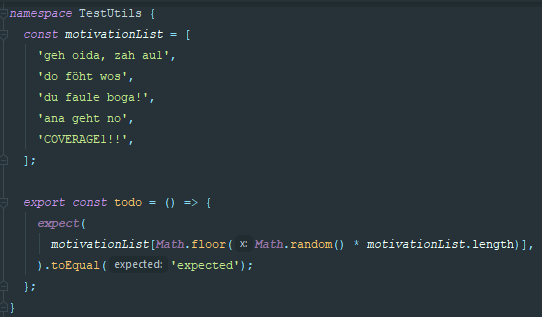 namespace TestUtils {
const motivationList = [
'geh oida, zah au1',
'do föht wos',
'du faule boga!',
'ana geht no',
'COVERAGE1!!',
];
export const todo = () => {
expect(
motivationList[Math.floor( x: Math.random() * motivationList.length)],
).toEqual( expected: 'expected');
};
}